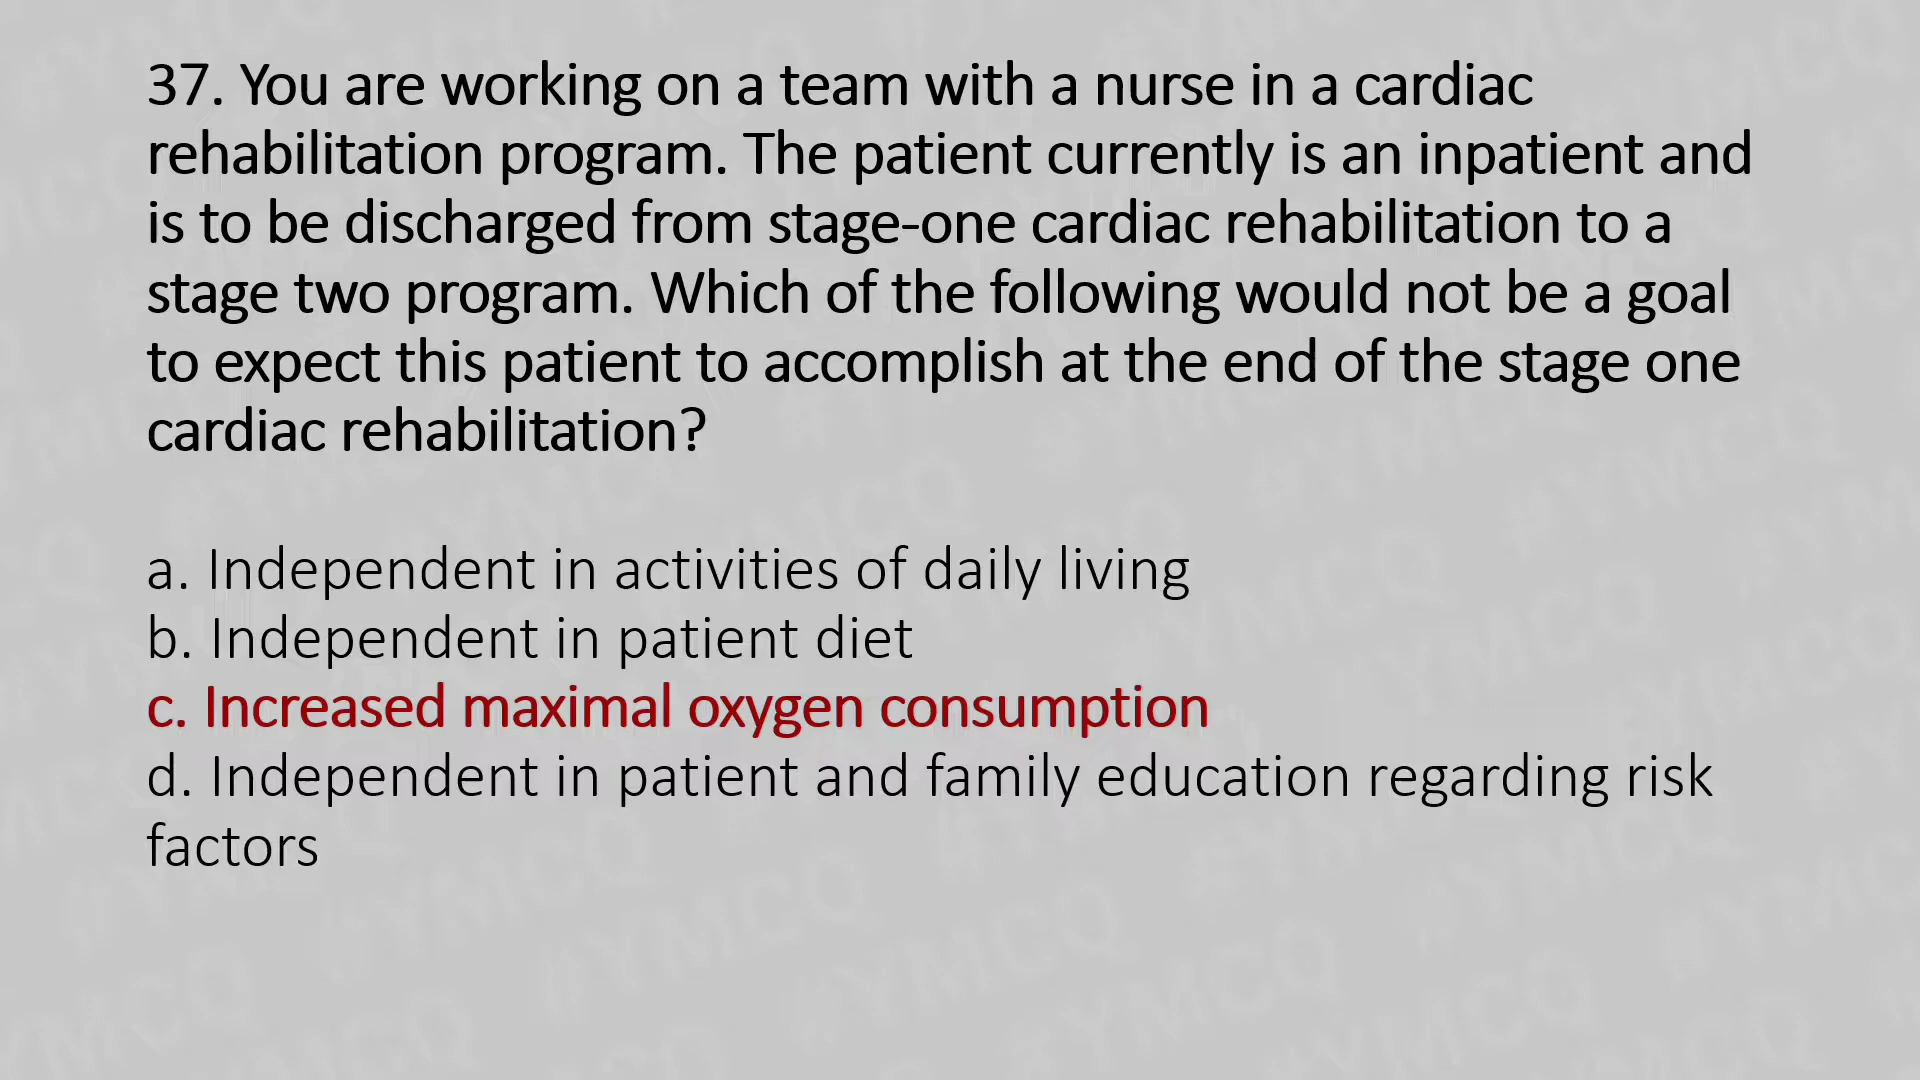 37. You are working on a team with a nurse in a cardiac
rehabilitation program. The patient currently is an inpatient and
is to be discharged from stage-one cardiac rehabilitation to a
stage two program. Which of the following would not be a goal
to expect this patient to accomplish at the end of the stage one
cardiac rehabilitation?
a. Independent in activities of daily living
b. Independent in patient diet
c. Increased maximal oxygen consumption
d. Independent in patient and family education regarding risk
factors